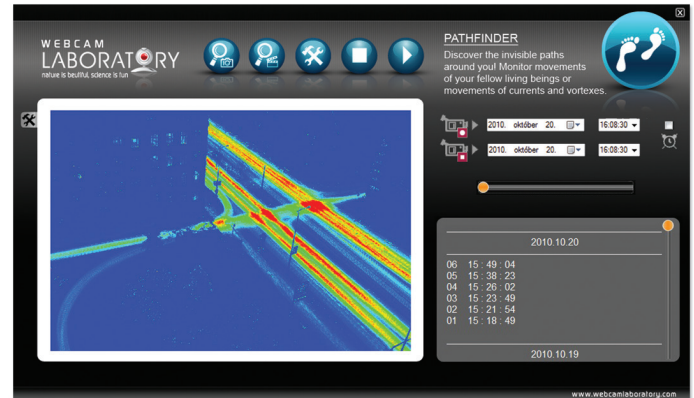 WEBCAM
LABORATORY
nature is beutiful, science is fun
PATHFINDER
Discover the invisible paths
around you! Monitor movements
of your fellow living beings or
movements of currents and vortexes.
2010. október 20. 16:08:30
2010. október 20. 16:08:30
2010.10.20
06 15 : 49 : 04
05 15 : 38 : 23
04 15 : 26 : 02
03 15 : 23 : 49
02 15 : 21 : 54
01 15 : 18 : 49
2010.10.19
www.webcamlaboratory.com